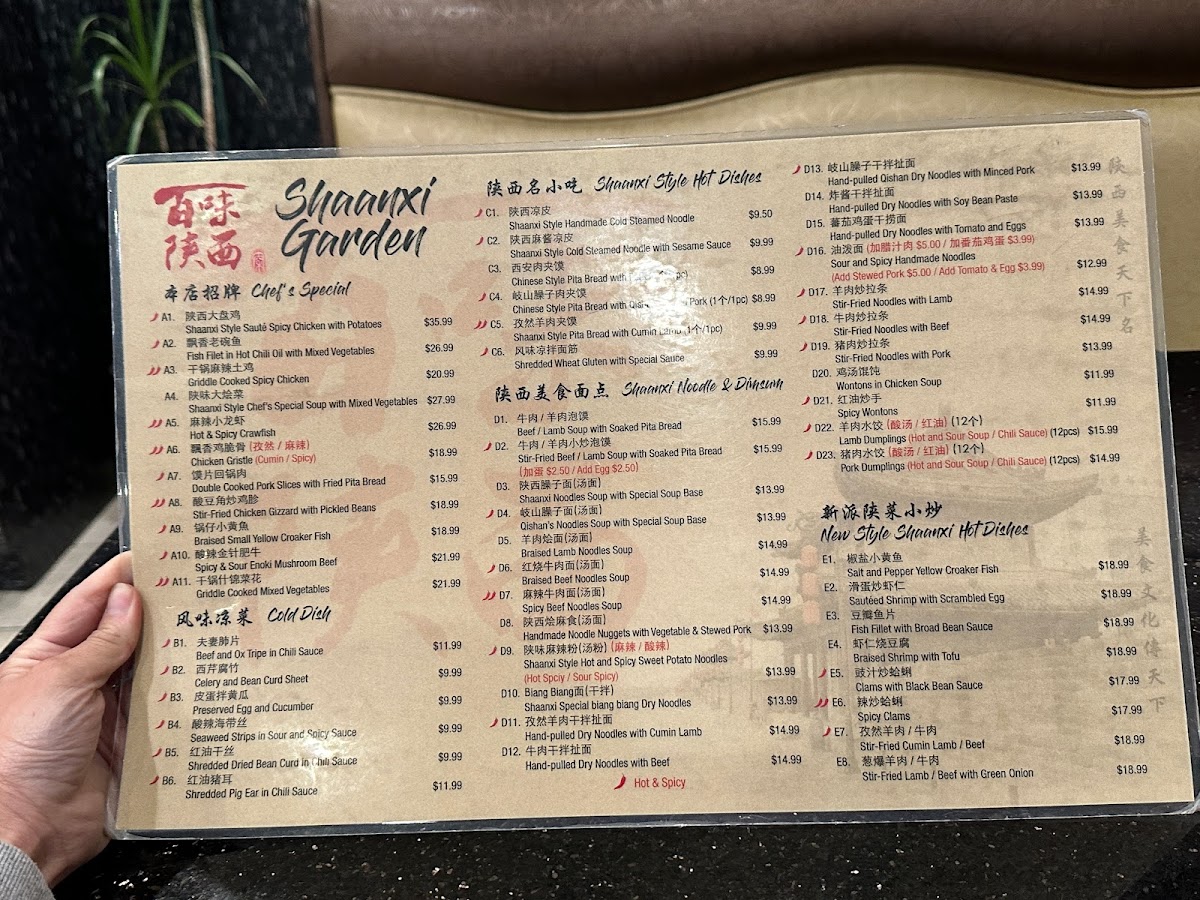 百味
陕西
Shaanxi
Garden
本店招牌 Chef's Special
A1. 陕西大盘鸡
Shaanxi Style Sauté Spicy Chicken with Potatoes $35.99
A2. 飘香老碗鱼
Fish Filet in Hot Chili Oil with Mixed Vegetables $26.99
A3. 干锅麻辣土鸡
Griddle Cooked Spicy Chicken $20.99
A4. 陕味大烩菜
Shaanxi Style Chef's Special Soup with Mixed Vegetables $27.99
A5. 麻辣小龙虾
Hot & Spicy Crawfish $26.99
A6. 飘香鸡脆骨 (孜然 / 麻辣)
Chicken Gristle (Cumin / Spicy) $18.99
A7. 馍片回锅肉
Double Cooked Pork Slices with Fried Pita Bread $15.99
A8. 酸豆角炒鸡胗
Stir-Fried Chicken Gizzard with Pickled Beans $18.99
A9. 锅仔小黄鱼
Braised Small Yellow Croaker Fish $18.99
A10. 酸辣金针肥牛
Spicy & Sour Enoki Mushroom Beef $21.99
A11. 干锅什锦菜花
Griddle Cooked Mixed Vegetables $21.99
风味凉菜 Cold Dish
B1. 夫妻肺片
Beef and Ox Tripe in Chili Sauce $11.99
B2. 西芹腐竹
Celery and Bean Curd Sheet $9.99
B3. 皮蛋拌黄瓜
Preserved Egg and Cucumber $9.99
B4. 酸辣海带丝
Seaweed Strips in Sour and Spicy Sauce $9.99
B5. 红油干丝
Shredded Dried Bean Curd in Chili Sauce $9.99
B6. 红油猪耳
Shredded Pig Ear in Chili Sauce $11.99
陕西名小吃 Shaanxi Style Hot Dishes
C1. 陕西凉皮
Shaanxi Style Handmade Cold Steamed Noodle $9.50
C2. 陕西麻酱凉皮
Shaanxi Style Cold Steamed Noodle with Sesame Sauce $9.99
C3. 西安肉夹馍
Chinese Style Pita Bread with pc) $8.99
C4. 岐山臊子肉夹馍
Chinese Style Pita Bread with Pork (1个/1pc) $8.99
C5. 孜然羊肉夹馍
Shaanxi Style Pita Bread with Cumin Lamb (1个/1pc) $9.99
C6. 风味凉拌面筋
Shredded Wheat Gluten with Special Sauce $9.99
陕西美食面点 Shaanxi Noodle & Dimsum
D1. 牛肉 / 羊肉泡馍
Beef / Lamb Soup with Soaked Pita Bread $15.99
D2. 牛肉 / 羊肉小炒泡馍
Stir-Fried Beef / Lamb Soup with Soaked Pita Bread $15.99
(加蛋 $2.50 / Add Egg $2.50)
D3. 陕西臊子面(汤面)
Shaanxi Noodles Soup with Special Soup Base $13.99
D4. 岐山臊子面(汤面)
Qishan's Noodles Soup with Special Soup Base $13.99
D5. 羊肉烩面(汤面)
Braised Lamb Noodles Soup $14.99
D6. 红烧牛肉面(汤面)
Braised Beef Noodles Soup $14.99
D7. 麻辣牛肉面(汤面)
Spicy Beef Noodles Soup $14.99
D8. 陕西烩麻食(汤面)
Handmade Noodle Nuggets with Vegetable & Stewed Pork $13.99
D9. 陕味麻辣粉(汤粉) (麻辣 / 酸辣)
Shaanxi Style Hot and Spicy Sweet Potato Noodles
(Hot Spciy / Sour Spicy) $13.99
D10. Biang Biang面(干拌)
Shaanxi Special biang biang Dry Noodles $13.99
D11. 孜然羊肉干拌扯面
Hand-pulled Dry Noodles with Cumin Lamb $14.99
D12. 牛肉干拌扯面
Hand-pulled Dry Noodles with Beef $14.99
Hot & Spicy
D13. 岐山臊子干拌扯面
Hand-pulled Qishan Dry Noodles with Minced Pork $13.99
D14. 炸酱干拌扯面
Hand-pulled Dry Noodles with Soy Bean Paste $13.99
D15. 蕃茄鸡蛋干捞面
Hand-pulled Dry Noodles with Tomato and Eggs $13.99
D16. 油泼面 (加腊汁肉 $5.00 / 加番茄鸡蛋 $3.99)
Sour and Spicy Handmade Noodles
(Add Stewed Pork $5.00 / Add Tomato & Egg $3.99) $12.99
D17. 羊肉炒拉条
Stir-Fried Noodles with Lamb $14.99
D18. 牛肉炒拉条
Stir-Fried Noodles with Beef $14.99
D19. 猪肉炒拉条
Stir-Fried Noodles with Pork $13.99
D20. 鸡汤馄饨
Wontons in Chicken Soup $11.99
D21. 红油炒手
Spicy Wontons $11.99
D22. 羊肉水饺 (酸汤 / 红油) (12个)
Lamb Dumplings (Hot and Sour Soup / Chili Sauce) (12pcs) $15.99
D23. 猪肉水饺 (酸汤 / 红油) (12个)
Pork Dumplings (Hot and Sour Soup / Chili Sauce) (12pcs) $14.99
新派陕菜小炒
New Style Shaanxi Hot Dishes
E1. 椒盐小黄鱼
Salt and Pepper Yellow Croaker Fish $18.99
E2. 滑蛋炒虾仁
Sautéed Shrimp with Scrambled Egg $18.99
E3. 豆瓣鱼片
Fish Fillet with Broad Bean Sauce $18.99
E4. 虾仁烧豆腐
Braised Shrimp with Tofu $18.99
E5. 豉汁炒蛤蜊
Clams with Black Bean Sauce $17.99
E6. 辣炒蛤蜊
Spicy Clams $17.99
E7. 孜然羊肉 / 牛肉
Stir-Fried Cumin Lamb / Beef $18.99
E8. 葱爆羊肉 / 牛肉
Stir-Fried Lamb / Beef with Green Onion $18.99
陕西美食天下名
美食文化传天下